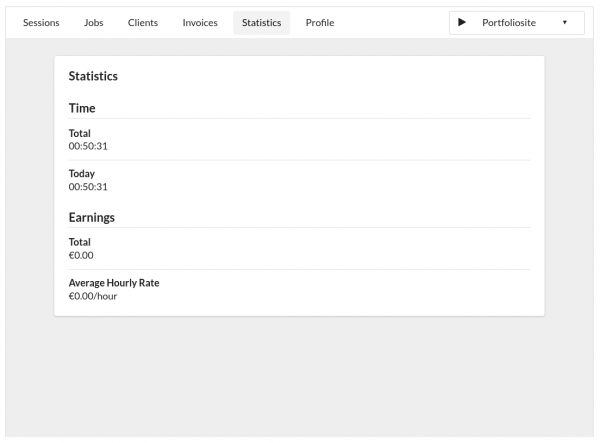 Sessions Jobs Clients Invoices Statistics Profile Portfoliosite
Statistics
Time
Total
00:50:31
Today
00:50:31
Earnings
Total
€0.00
Average Hourly Rate
€0.00/hour